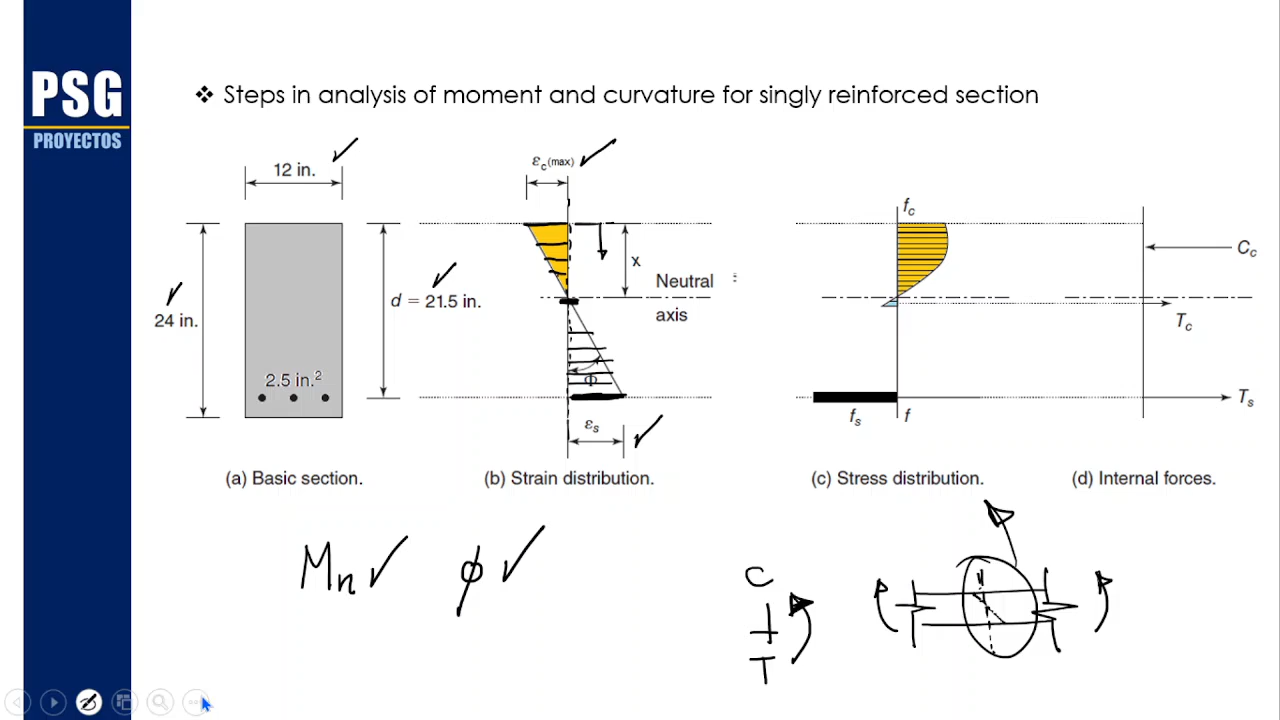 PSG
PROYECTOS
❖ Steps in analysis of moment and curvature for singly reinforced section
12 in.
24 in.
2.5 in.²
d = 21.5 in.
εc(max)
x
Neutral
axis
Φ
εs
fc
fs
f
Cc
Tc
Ts
(a) Basic section.
(b) Strain distribution.
(c) Stress distribution.
(d) Internal forces.
Mn ✓ ϕ ✓
C
T